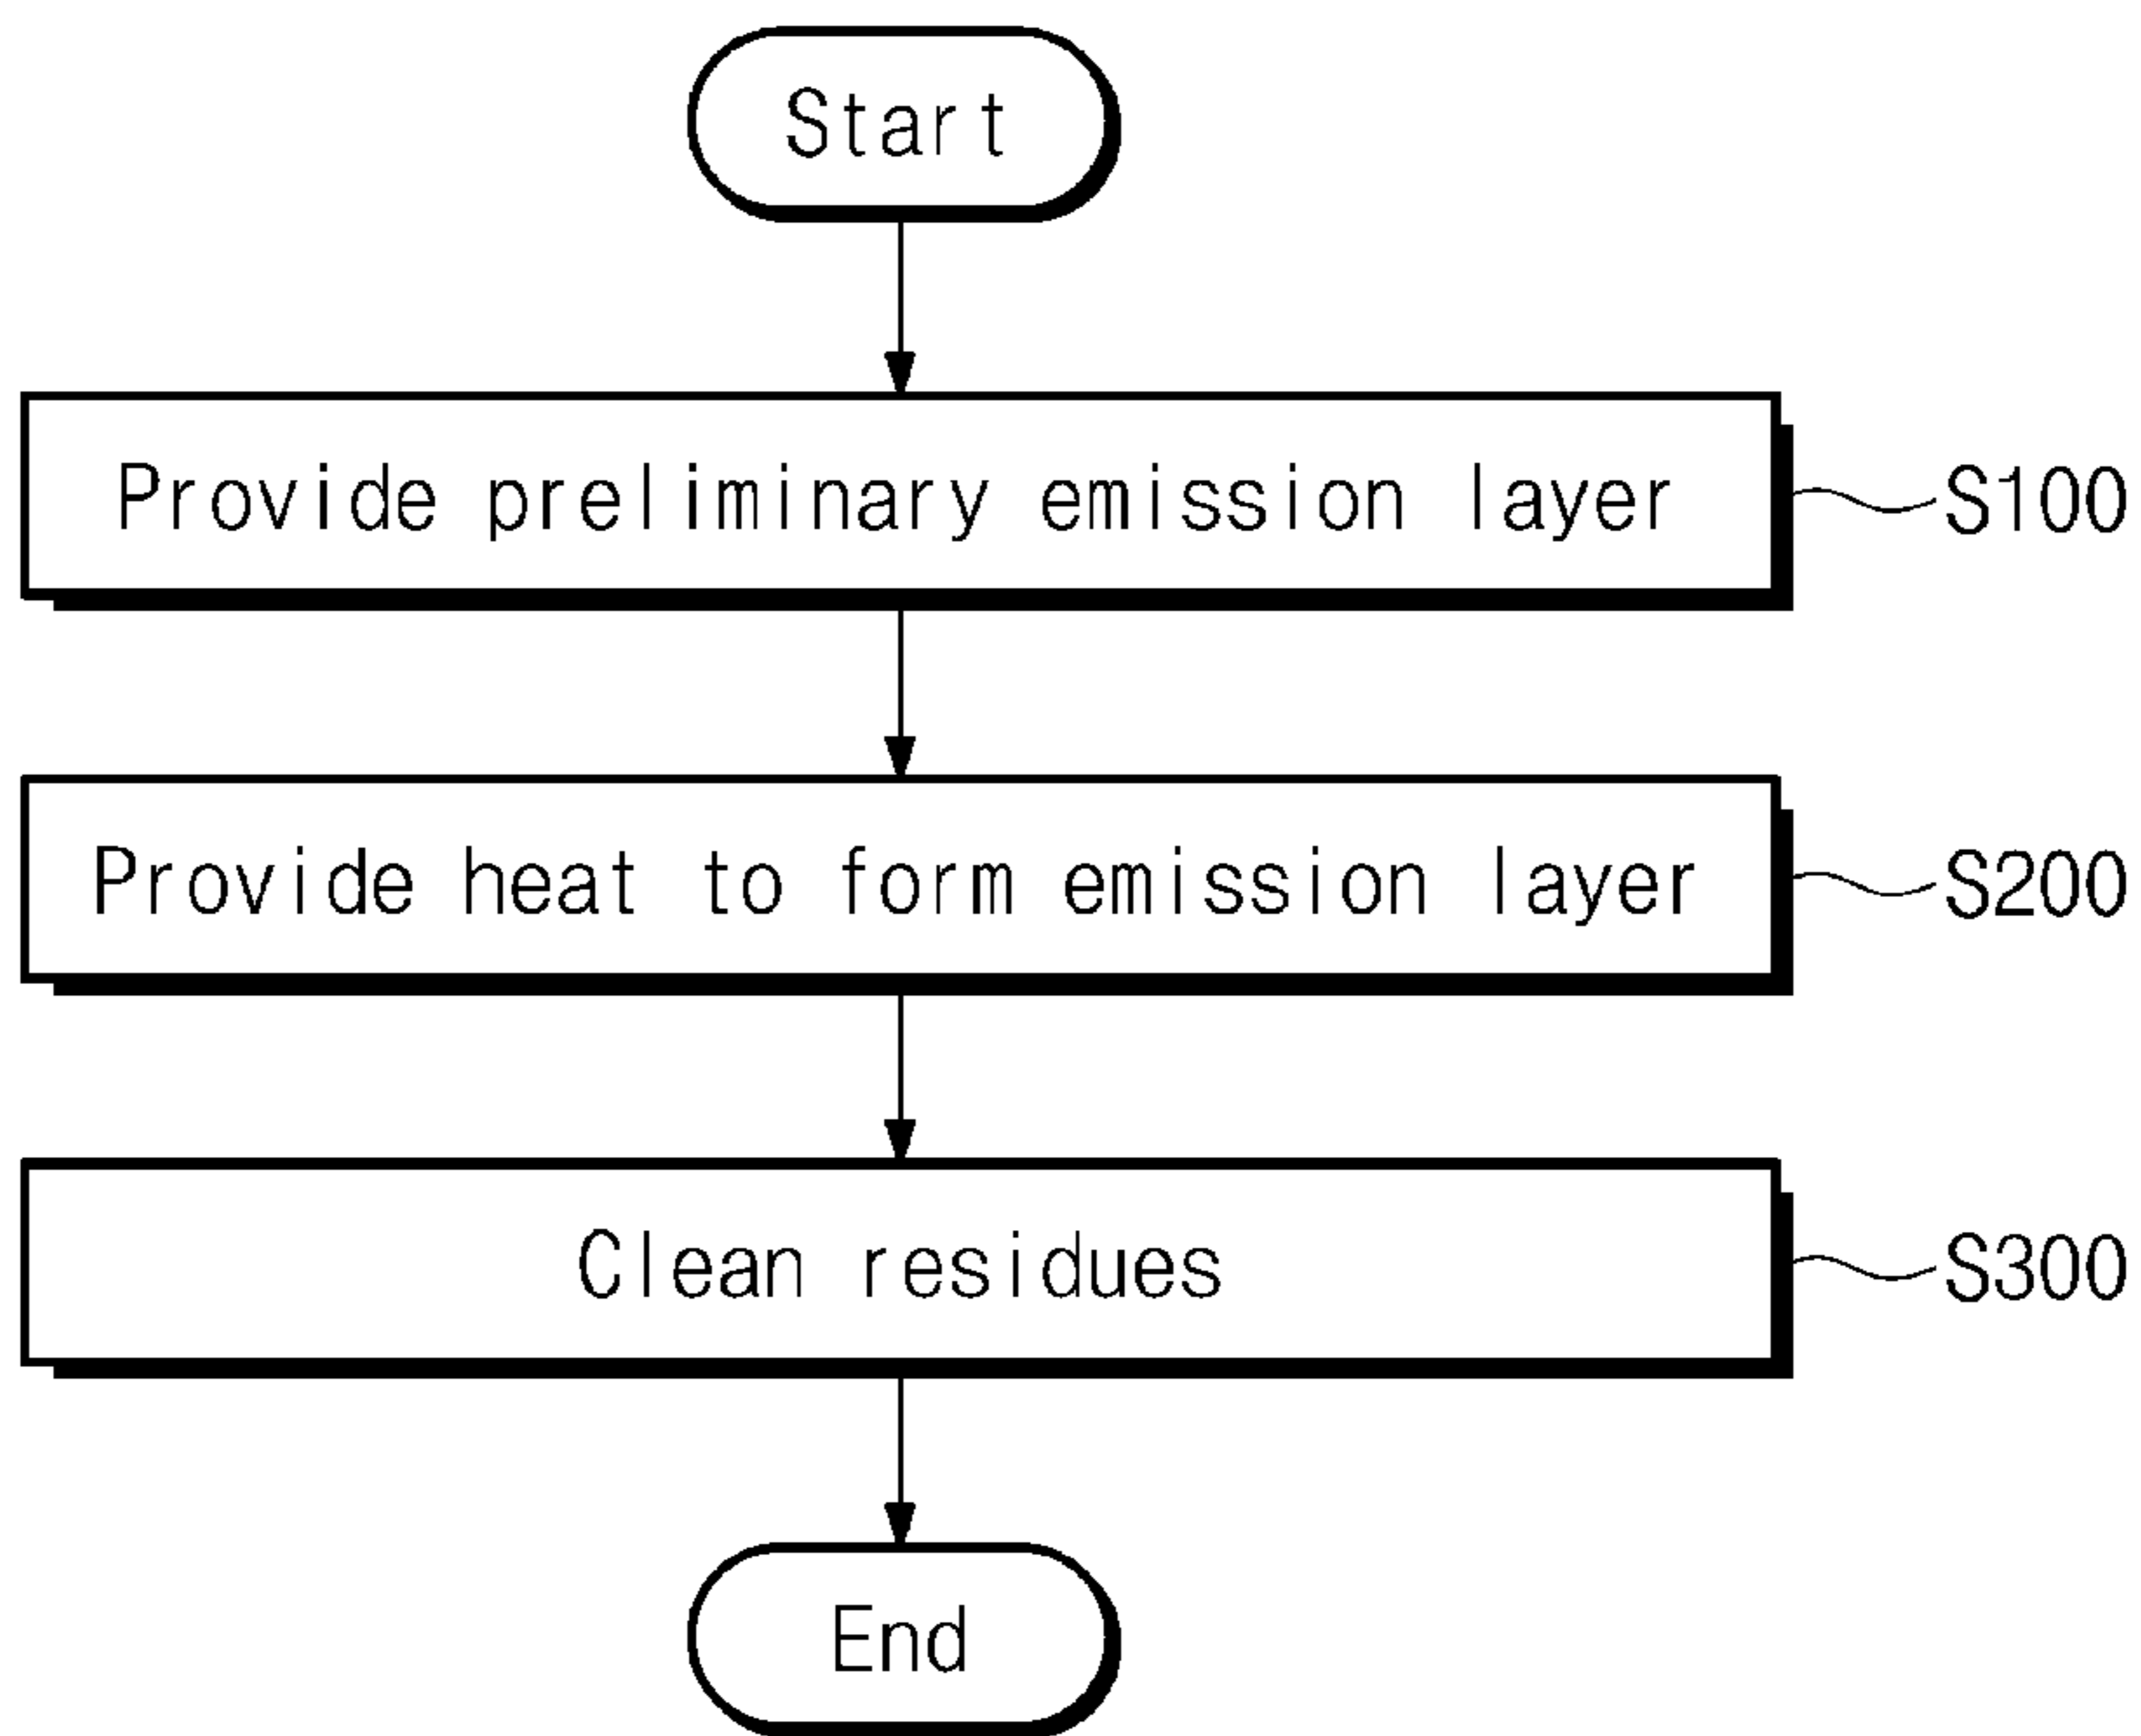 Start
Provide preliminary emission layer
S100
Provide heat to form emission layer
S200
Clean residues
S300
End